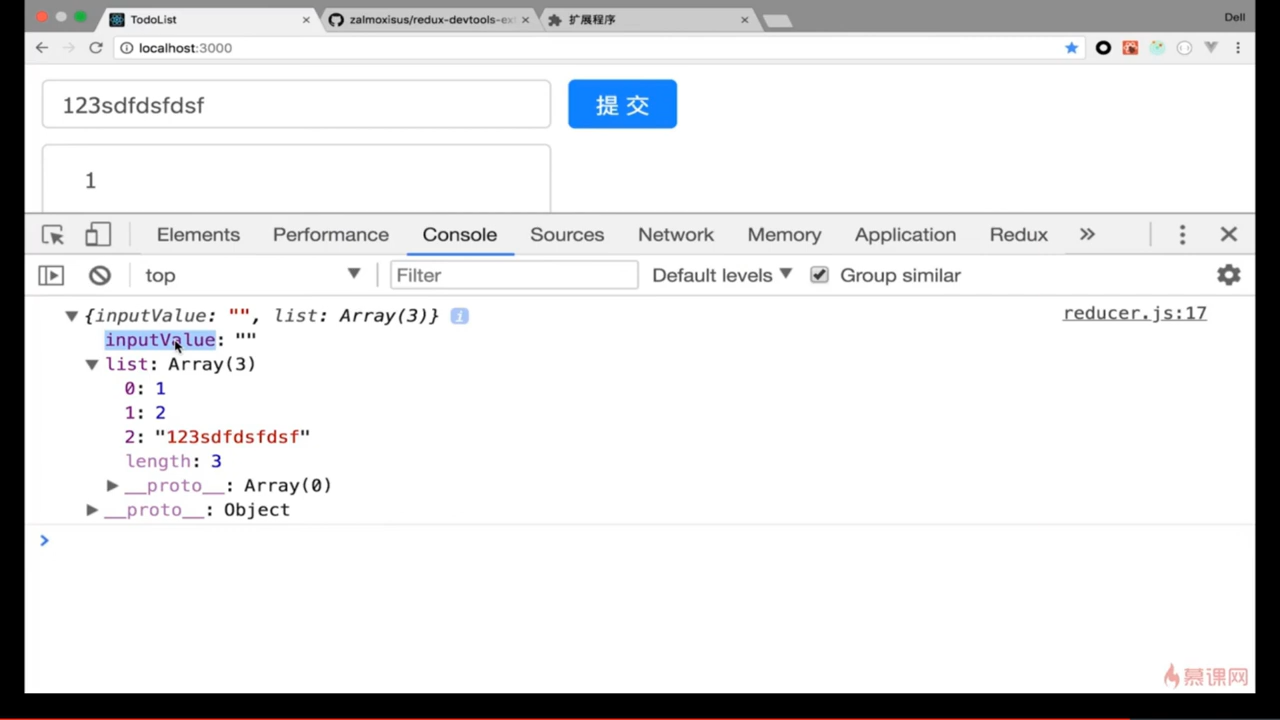 TodoList
zalmoxisus/redux-devtools-ex
扩展程序
Dell
localhost:3000
123sdfdsfdsf
提 交
1
Elements Performance Console Sources Network Memory Application Redux »
top Filter Default levels ▼ Group similar
{inputValue: "", list: Array(3)} i reducer.js:17
inputValue: ""
list: Array(3)
0: 1
1: 2
2: "123sdfdsfdsf"
length: 3
__proto__: Array(0)
__proto__: Object
>
慕课网